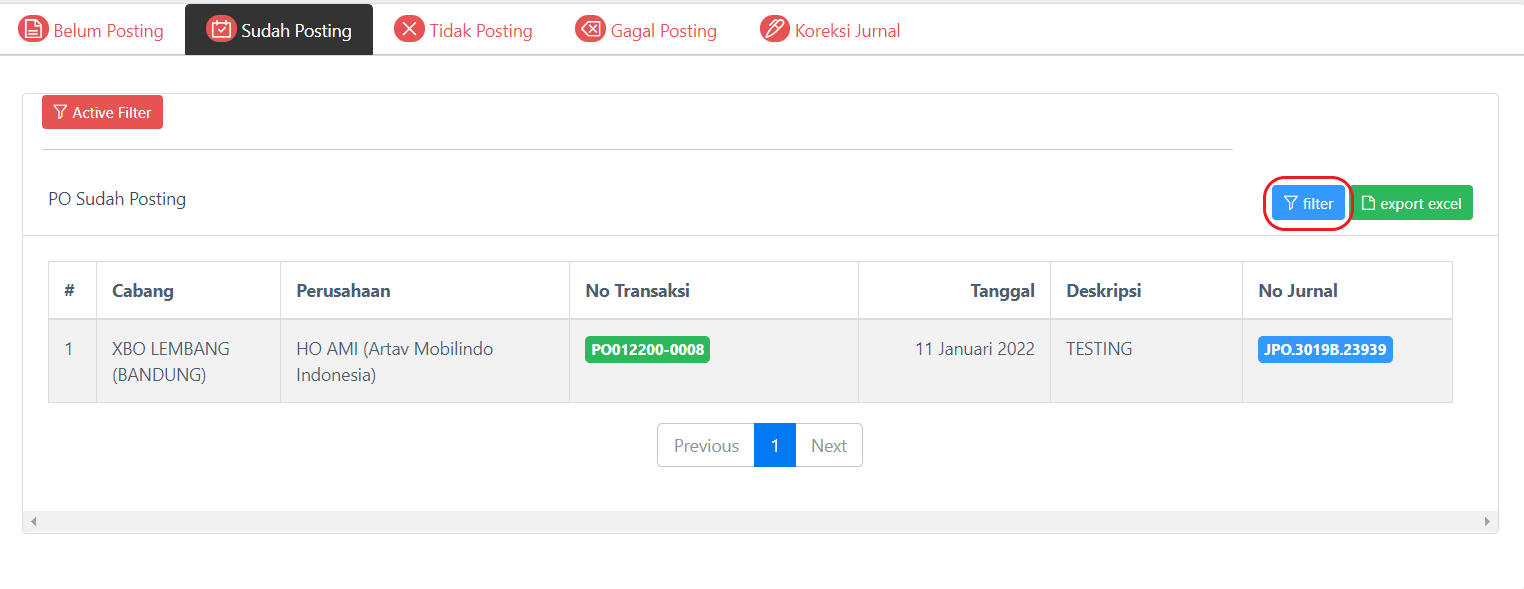 Belum Posting Sudah Posting Tidak Posting Gagal Posting Koreksi Jurnal
Active Filter
PO Sudah Posting filter export excel
# Cabang Perusahaan No Transaksi Tanggal Deskripsi No Jurnal
1 XBO LEMBANG HO AMI (Artav Mobilindo PO012200-0008 11 Januari 2022 TESTING JPO.3019B.23939
(BANDUNG) Indonesia)
Previous 1 Next